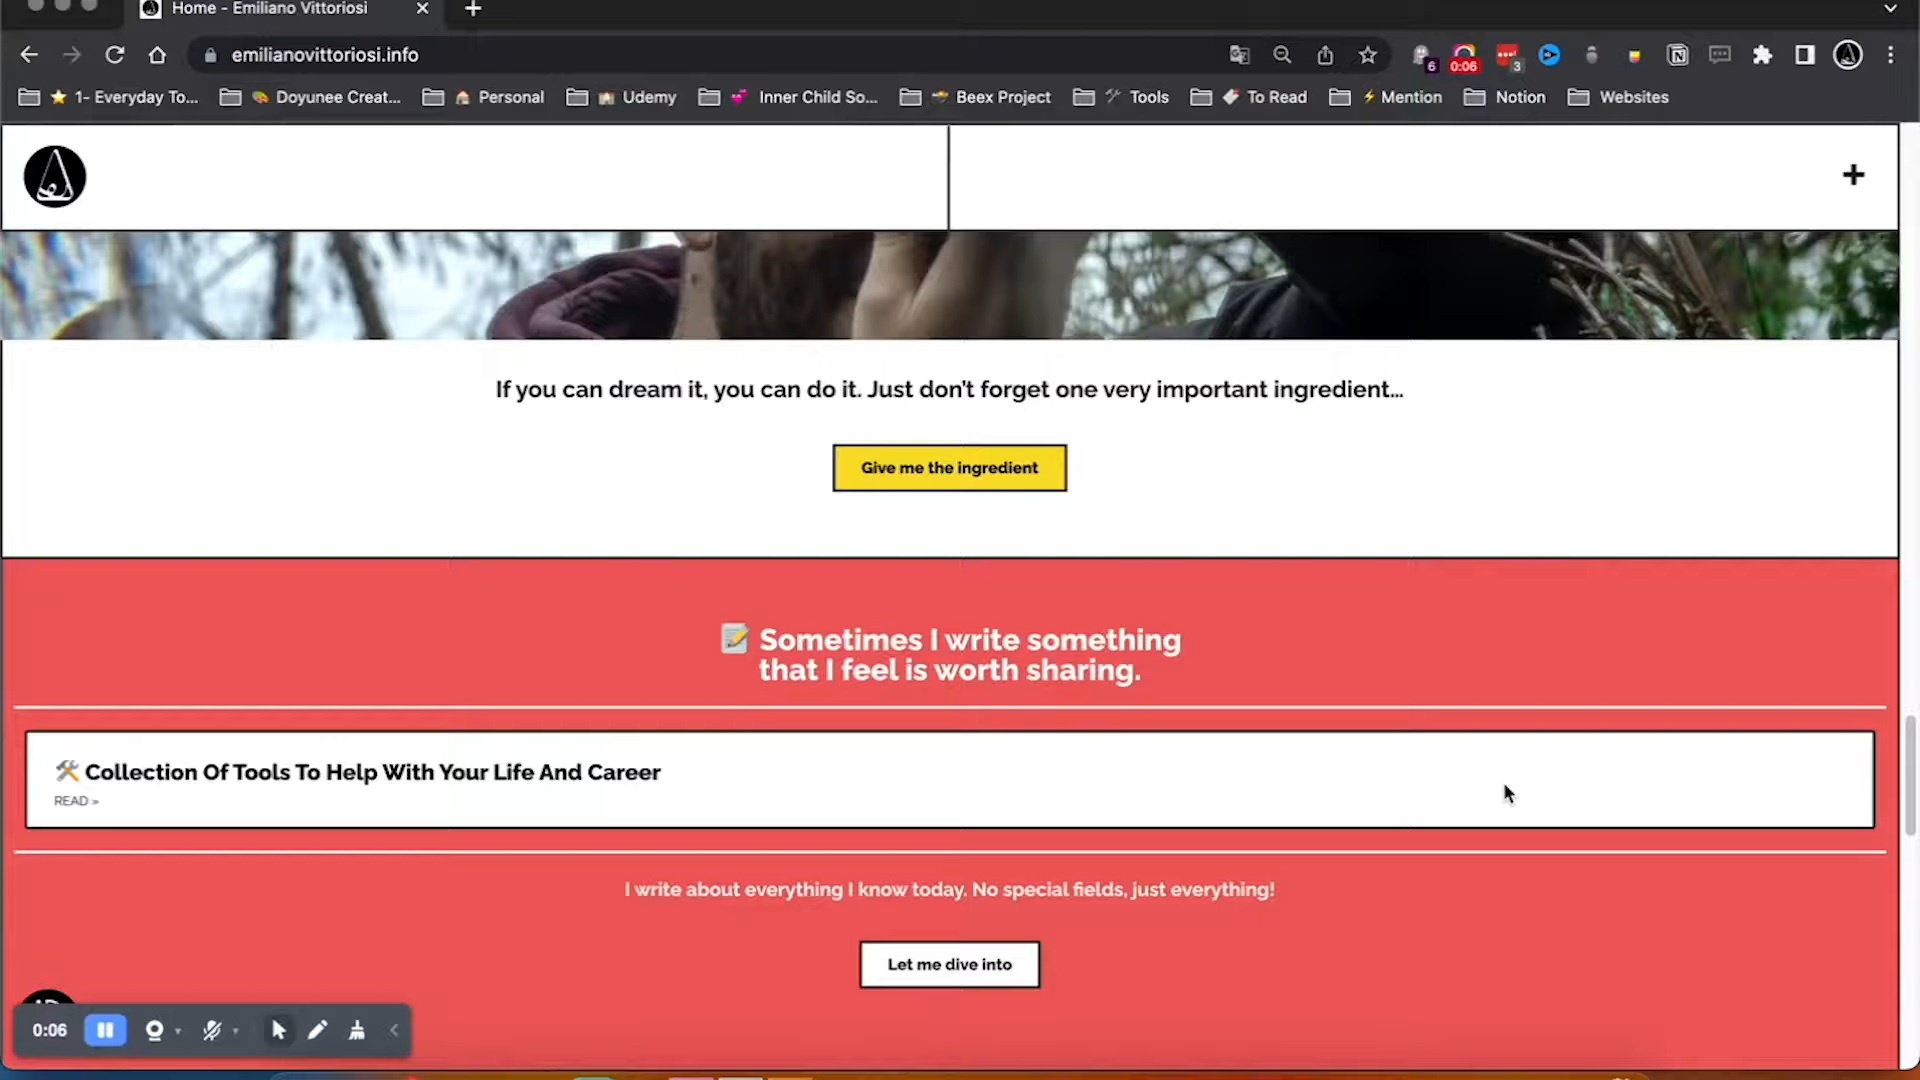 Home - Emiliano Vittoriosi
emilianovittoriosi.info
6
0:06
3
1- Everyday To...
Doyunee Creat...
Personal
Udemy
Inner Child So...
Beex Project
Tools
To Read
Mention
Notion
Websites
If you can dream it, you can do it. Just don't forget one very important ingredient...
Give me the ingredient
Sometimes I write something
that I feel is worth sharing.
Collection Of Tools To Help With Your Life And Career
READ »
I write about everything I know today. No special fields, just everything!
Let me dive into
0:06